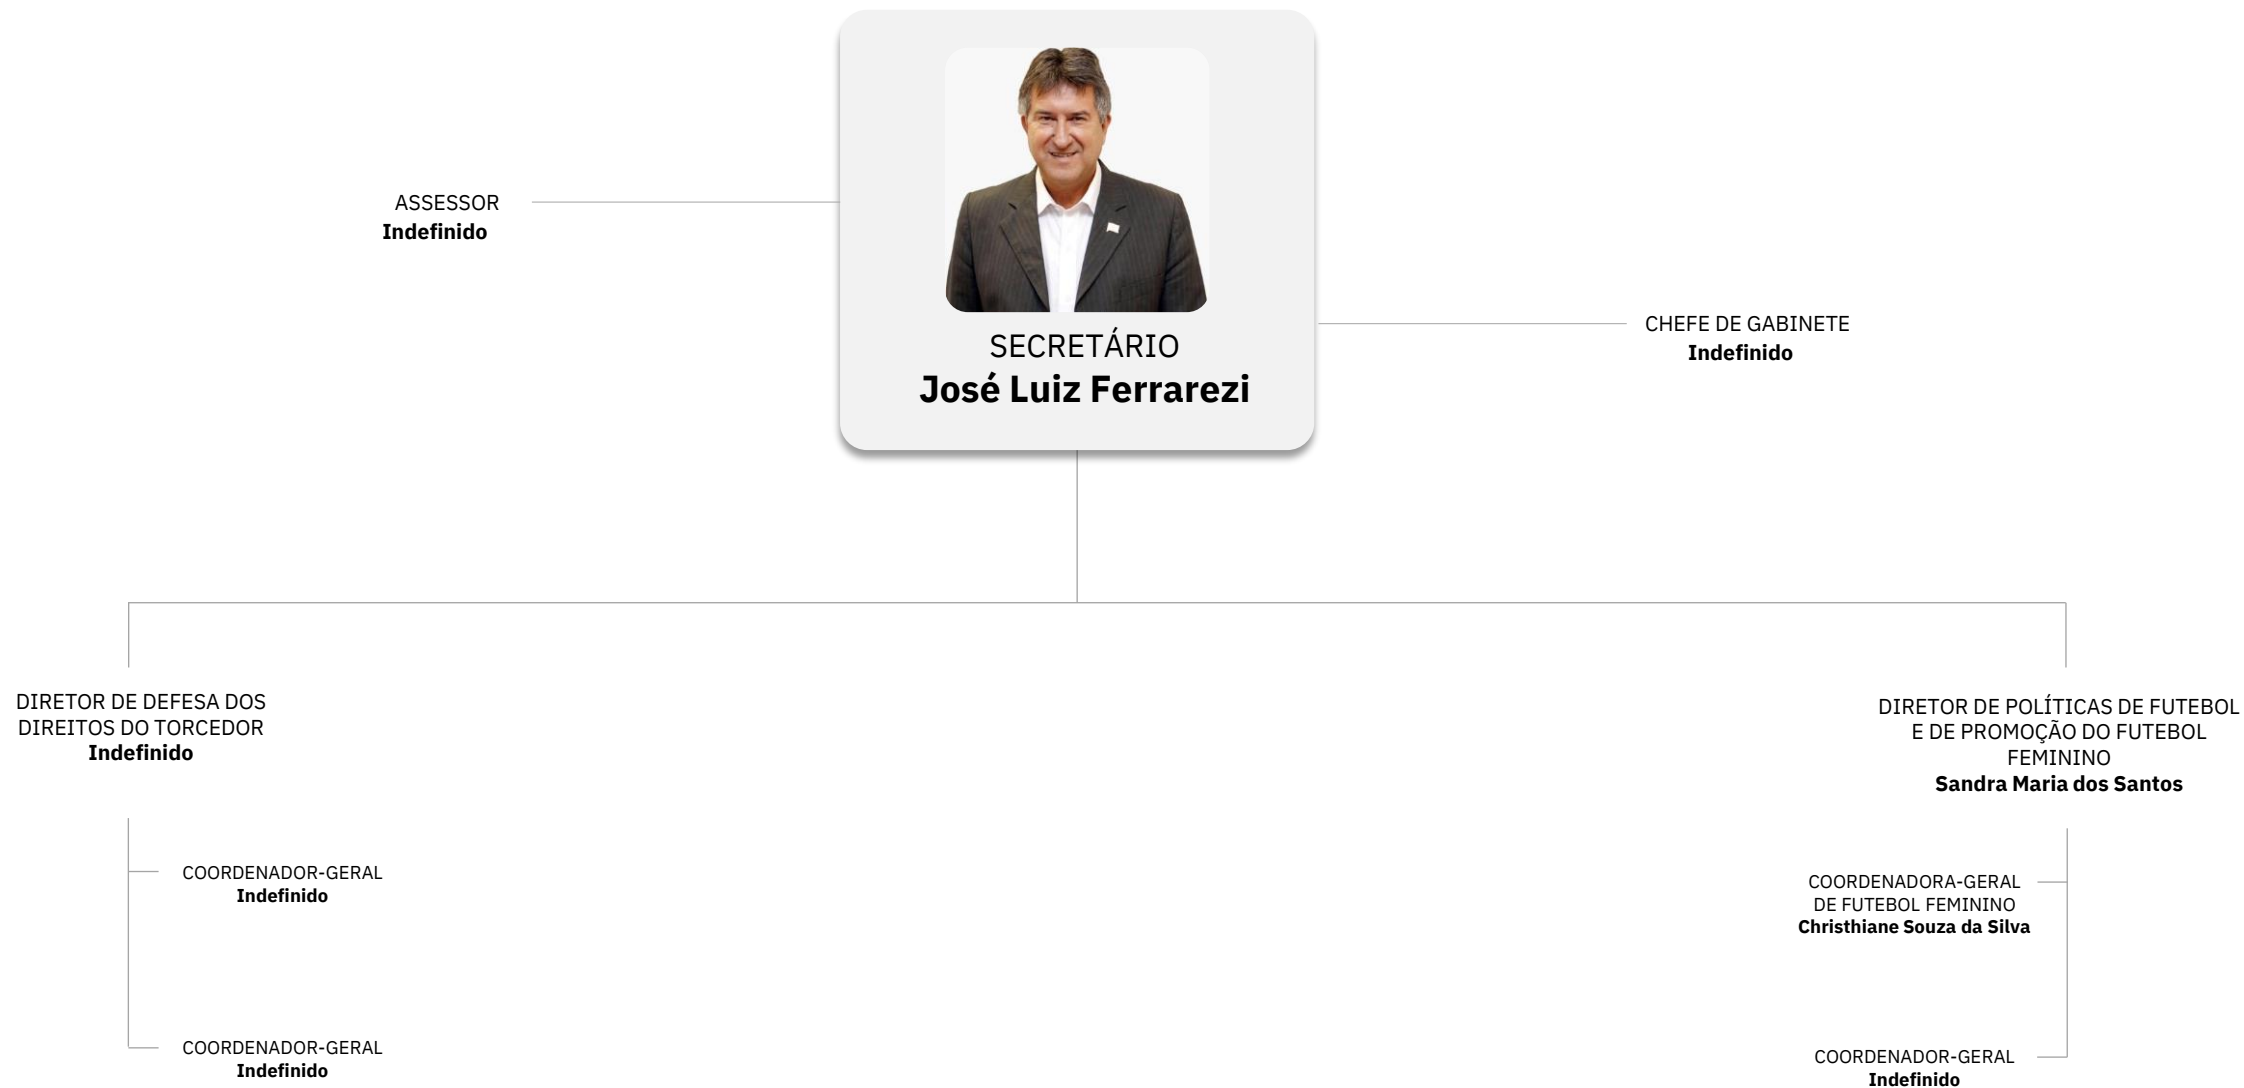 ASSESSOR
Indefinido
SECRETÁRIO
José Luiz Ferrarezi
CHEFE DE GABINETE
Indefinido
DIRETOR DE DEFESA DOS
DIREITOS DO TORCEDOR
Indefinido
COORDENADOR-GERAL
Indefinido
COORDENADOR-GERAL
Indefinido
DIRETOR DE POLÍTICAS DE FUTEBOL
E DE PROMOÇÃO DO FUTEBOL
FEMININO
Sandra Maria dos Santos
COORDENADORA-GERAL
DE FUTEBOL FEMININO
Christhiane Souza da Silva
COORDENADOR-GERAL
Indefinido